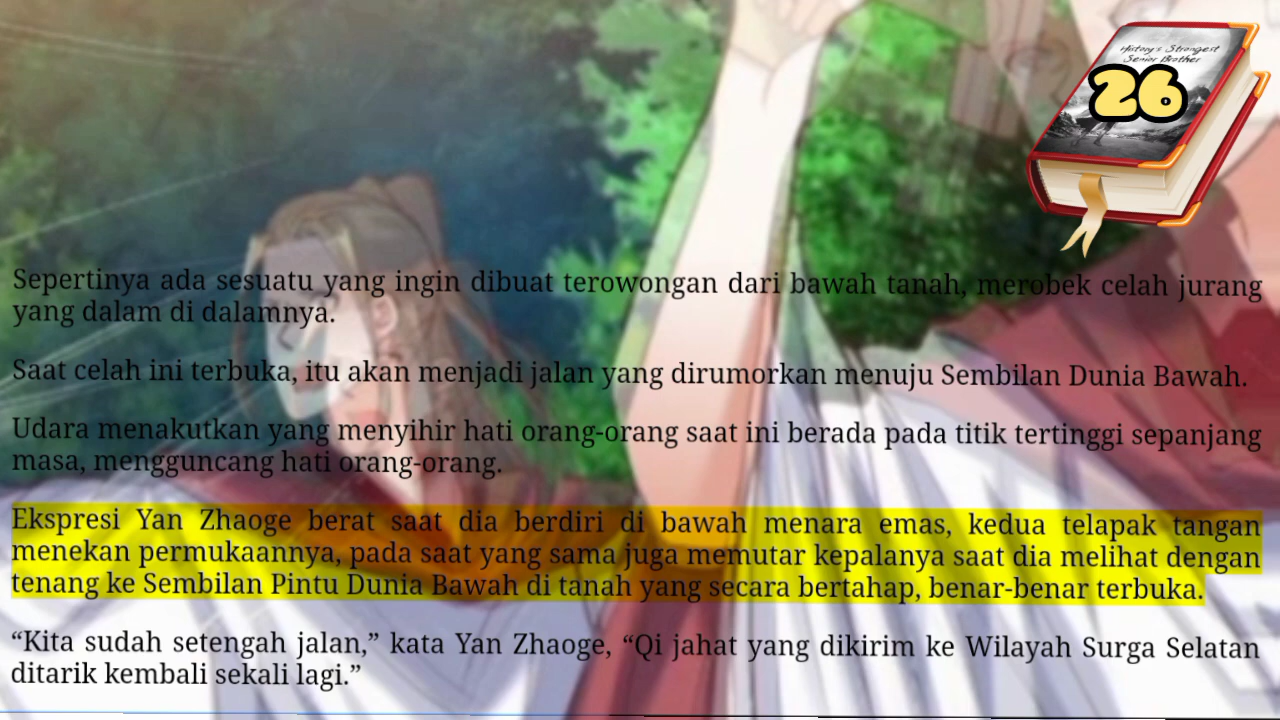 History's Strongest
Senior Brother
26
Sepertinya ada sesuatu yang ingin dibuat terowongan dari bawah tanah, merobek celah jurang
yang dalam di dalamnya.
Saat celah ini terbuka, itu akan menjadi jalan yang dirumorkan menuju Sembilan Dunia Bawah.
Udara menakutkan yang menyihir hati orang-orang saat ini berada pada titik tertinggi sepanjang
masa, mengguncang hati orang-orang.
Ekspresi Yan Zhaoge berat saat dia berdiri di bawah menara emas, kedua telapak tangan
menekan permukaannya, pada saat yang sama juga memutar kepalanya saat dia melihat dengan
tenang ke Sembilan Pintu Dunia Bawah di tanah yang secara bertahap, benar-benar terbuka.
“Kita sudah setengah jalan,” kata Yan Zhaoge, “Qi jahat yang dikirim ke Wilayah Surga Selatan
ditarik kembali sekali lagi.”